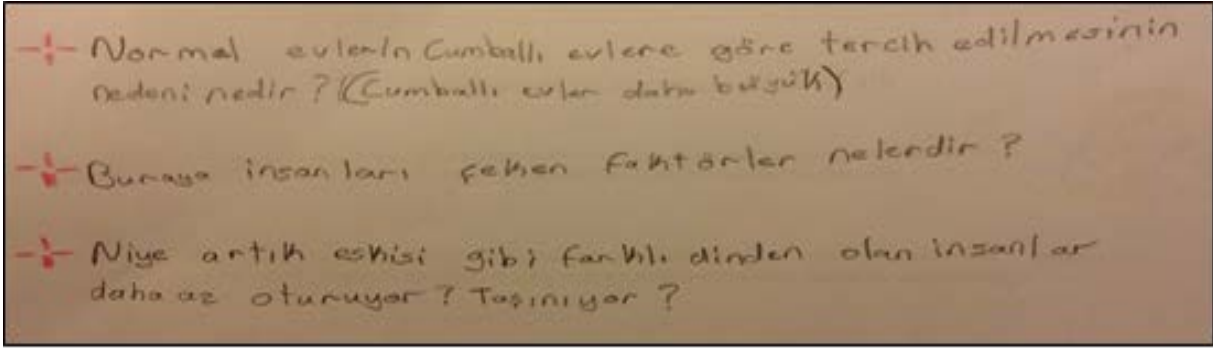 Normal evlerin Cumballı evlere göre tercih edilmesinin
nedeni nedir? (Cumballı evler daha büyük)
Buraya insanları çeken faktörler nelerdir?
Niye artık eskisi gibi farklı dinden olan insanlar
daha az oturuyor? Taşınıyor?